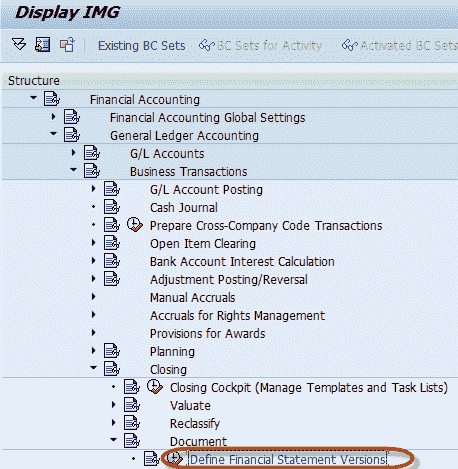 Display IMG
Existing BC Sets BC Sets for Activity Activated BC Sets
Structure
Financial Accounting
Financial Accounting Global Settings
General Ledger Accounting
G/L Accounts
Business Transactions
G/L Account Posting
Cash Journal
Prepare Cross-Company Code Transactions
Open Item Clearing
Bank Account Interest Calculation
Adjustment Posting/Reversal
Manual Accruals
Accruals for Rights Management
Provisions for Awards
Planning
Closing
Closing Cockpit (Manage Templates and Task Lists)
Valuate
Reclassify
Document
Define Financial Statement Versions